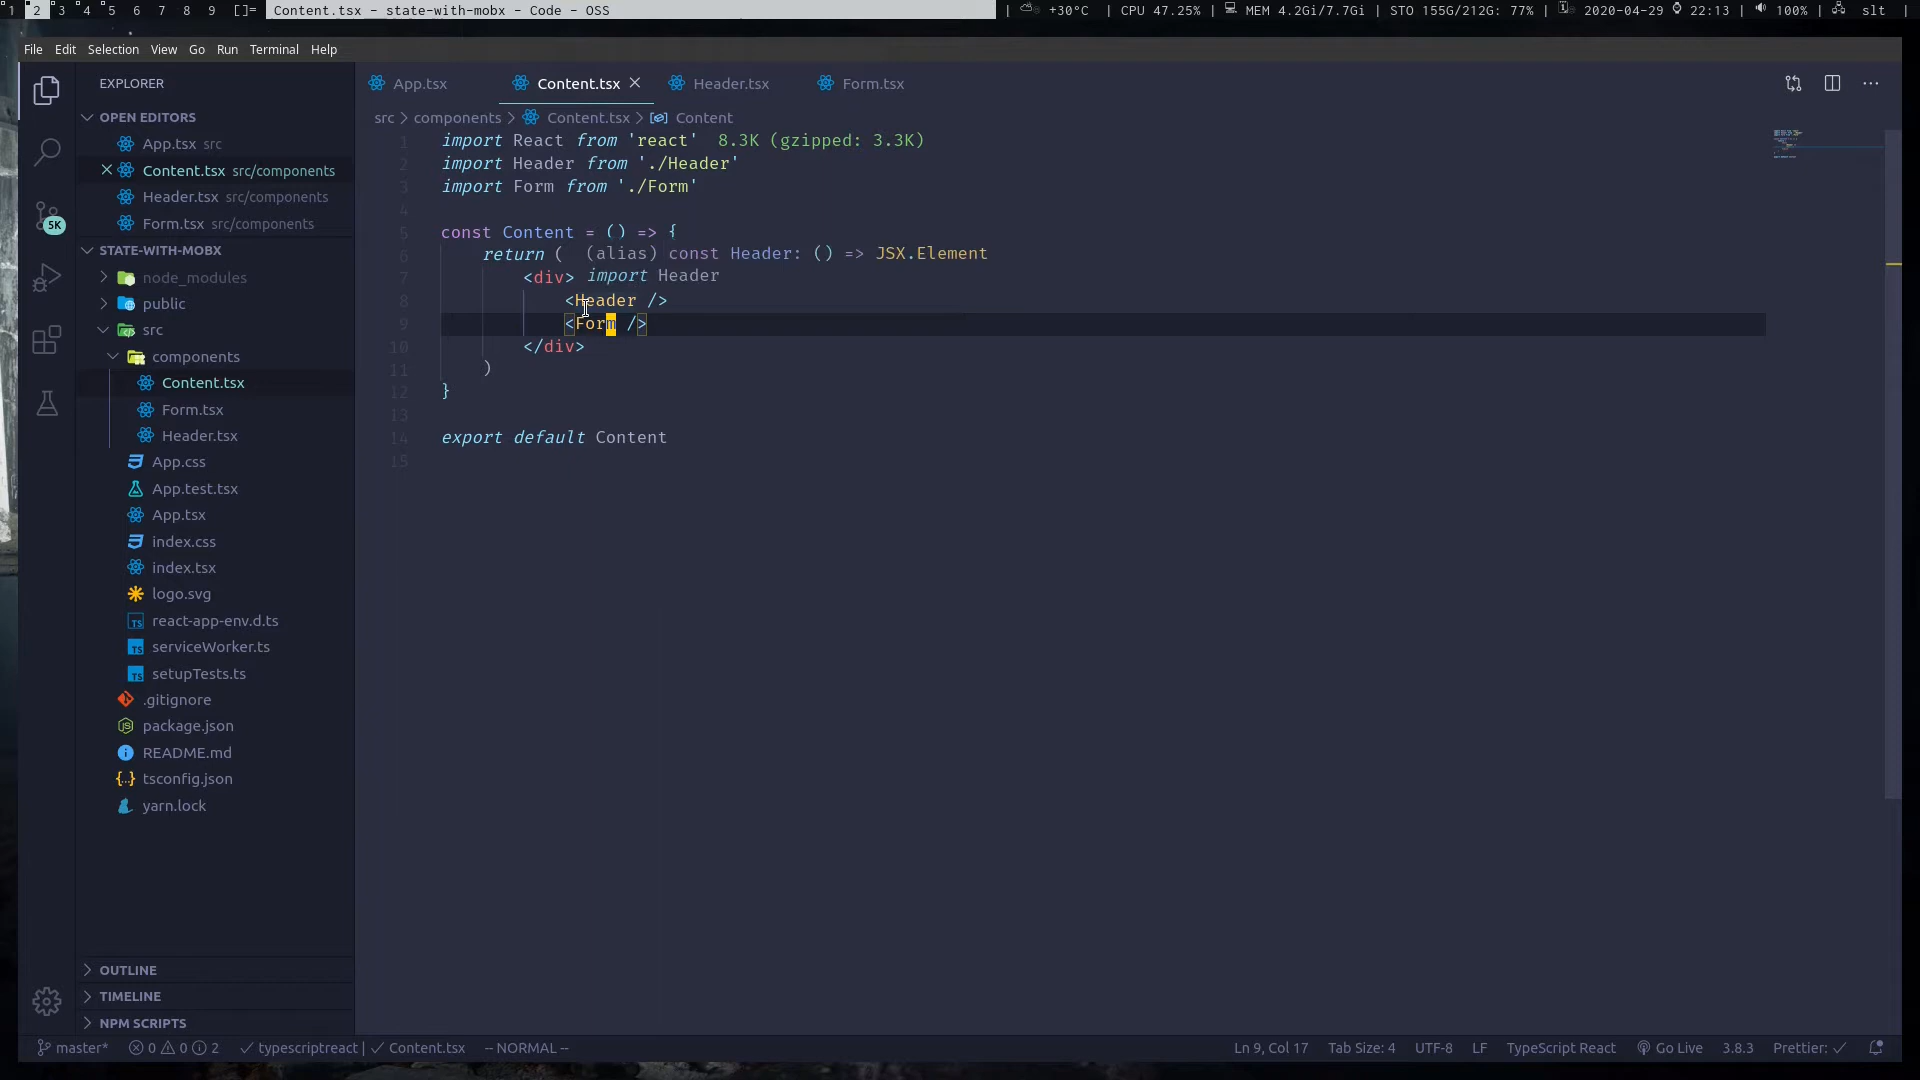 1 2 3 4 5 6 7 8 9 []= Content.tsx - state-with-mobx - Code - OSS | +30°C | CPU 47.25% | MEM 4.2Gi/7.7Gi | STO 155G/212G: 77% | 2020-04-29 22:13 | 100% | slt |
File Edit Selection View Go Run Terminal Help
EXPLORER
OPEN EDITORS
App.tsx src
Content.tsx src/components
Header.tsx src/components
Form.tsx src/components
5K
STATE-WITH-MOBX
node_modules
public
src
components
Content.tsx
Form.tsx
Header.tsx
App.css
App.test.tsx
App.tsx
index.css
index.tsx
logo.svg
TS react-app-env.d.ts
TS serviceWorker.ts
TS setupTests.ts
.gitignore
package.json
README.md
tsconfig.json
yarn.lock
OUTLINE
TIMELINE
NPM SCRIPTS
App.tsx Content.tsx Header.tsx Form.tsx
src > components > Content.tsx > Content
1 import React from 'react' 8.3K (gzipped: 3.3K)
2 import Header from './Header'
3 import Form from './Form'
4
5 const Content = () => {
6 return ( (alias) const Header: () => JSX.Element
7 <div> import Header
8 <Header />
9 <Form />
10 </div>
11 )
12 }
13
14 export default Content
15
master* 0 0 2 typescriptreact | Content.tsx -- NORMAL -- Ln 9, Col 17 Tab Size: 4 UTF-8 LF TypeScript React Go Live 3.8.3 Prettier: